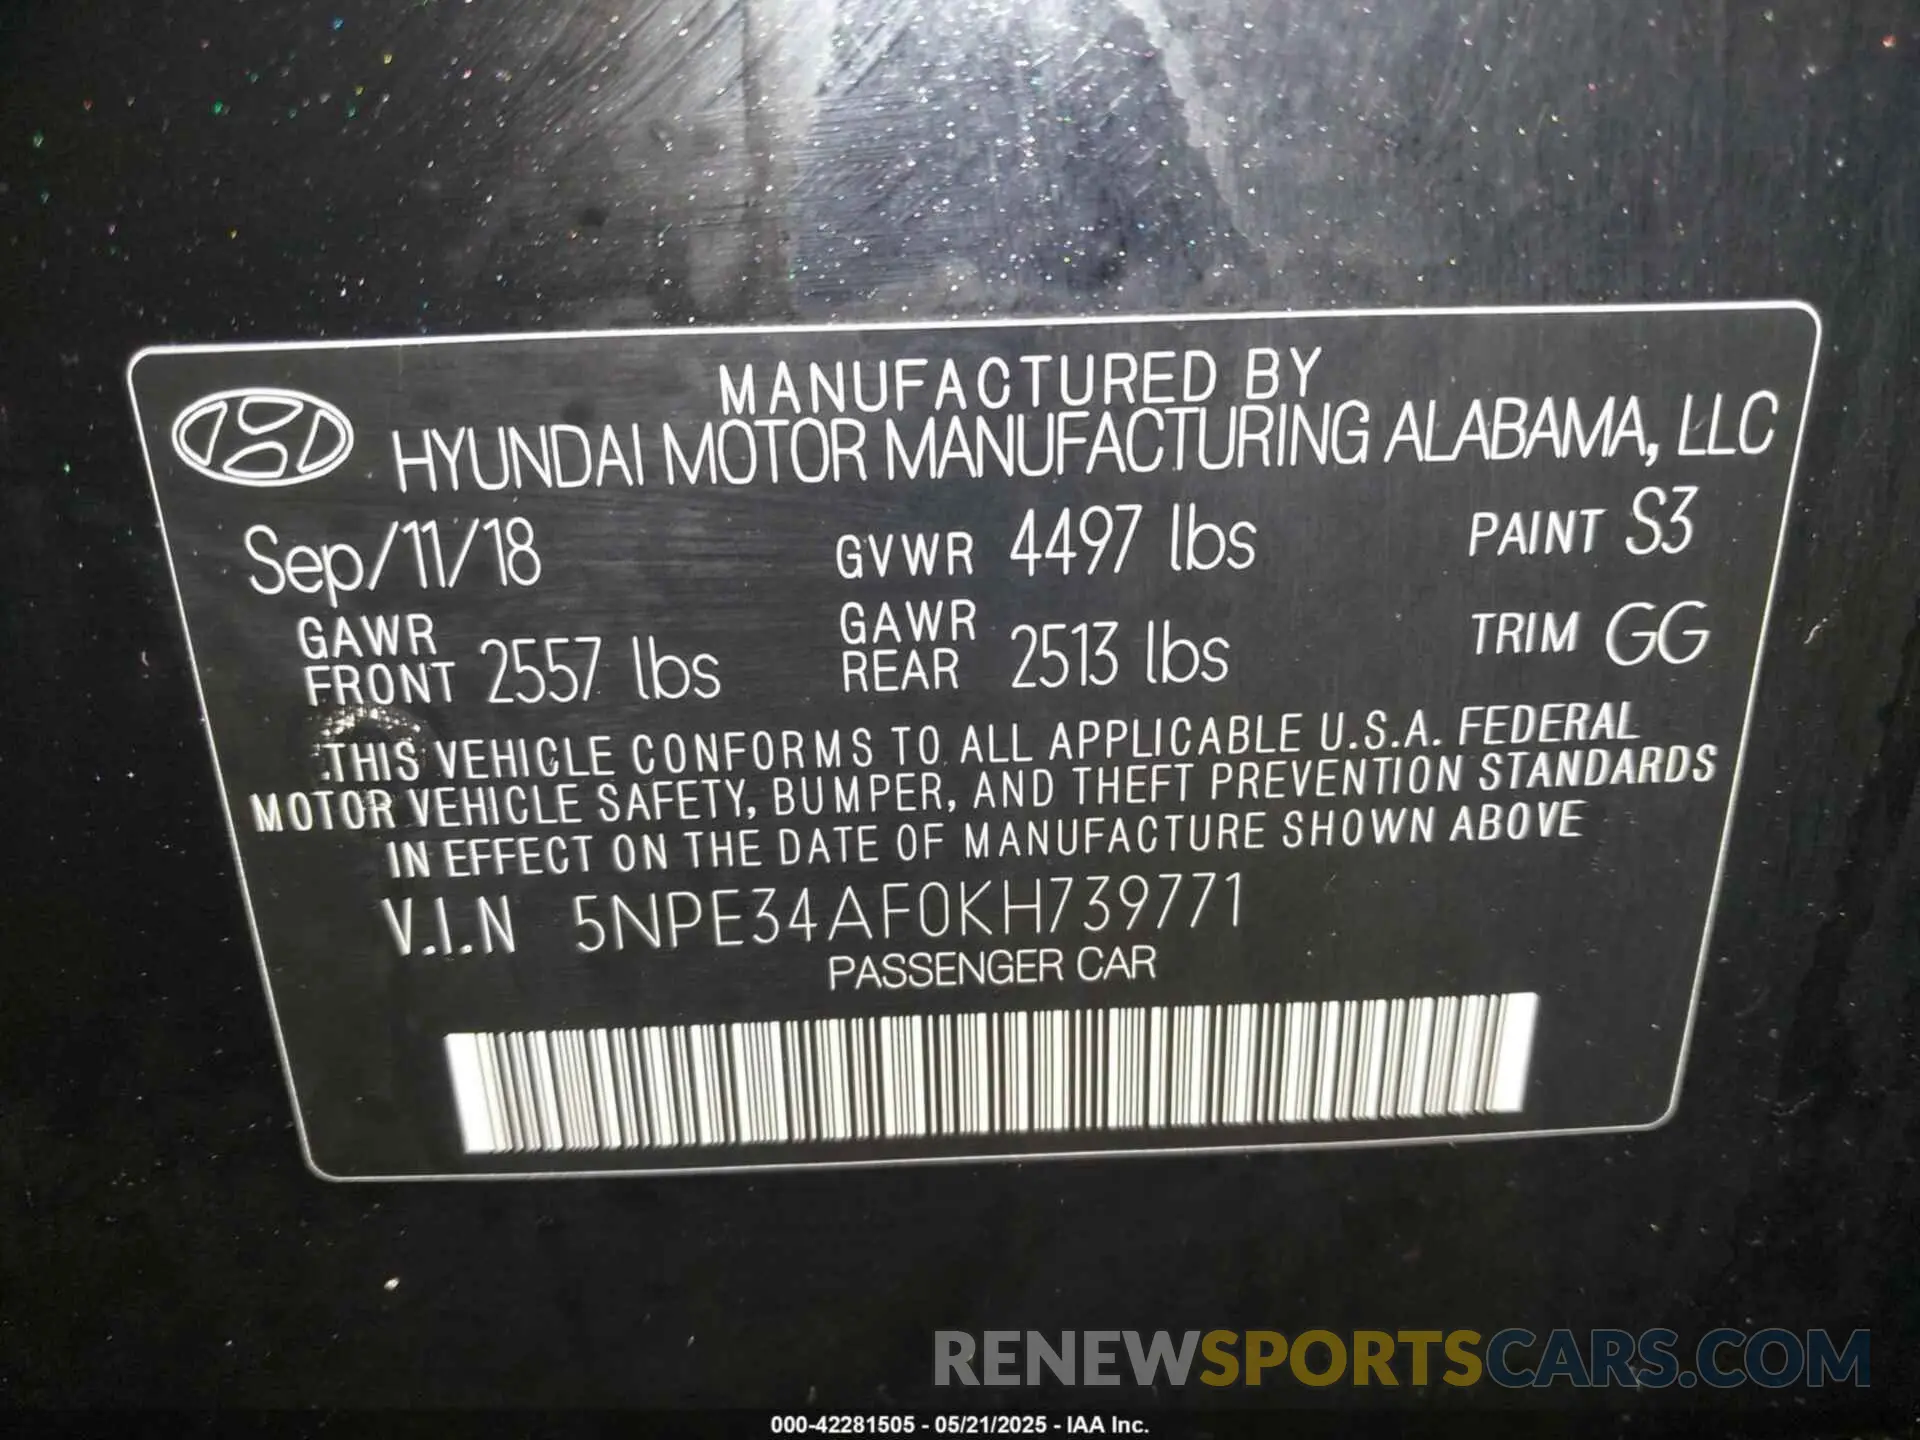 MANUFACTURED BY
HYUNDAI MOTOR MANUFACTURING ALABAMA, LLC
Sep/11/18 GVWR 4497 lbs PAINT S3
GAWR FRONT 2557 lbs GAWR REAR 2513 lbs TRIM GG
THIS VEHICLE CONFORMS TO ALL APPLICABLE U.S.A. FEDERAL
MOTOR VEHICLE SAFETY, BUMPER, AND THEFT PREVENTION STANDARDS
IN EFFECT ON THE DATE OF MANUFACTURE SHOWN ABOVE
V.I.N 5NPE34AF0KH739771
PASSENGER CAR
RENEWSPORTSCARS.COM
000-42281505 - 05/21/2025 - IAA Inc.